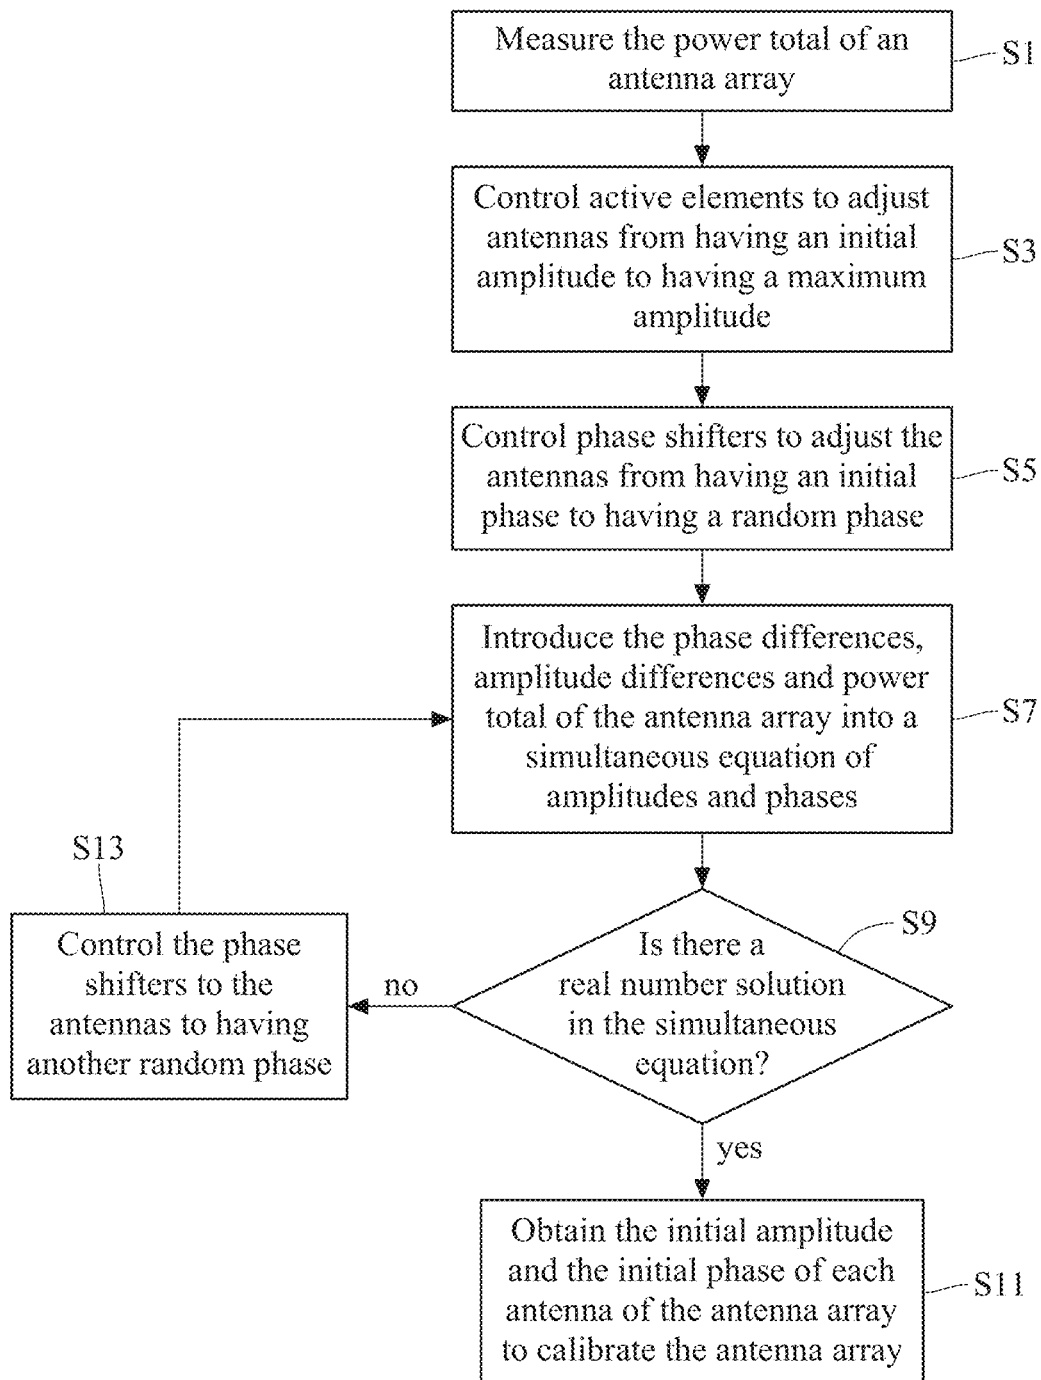 Measure the power total of an
antenna array
S1
Control active elements to adjust
antennas from having an initial
amplitude to having a maximum
amplitude
S3
Control phase shifters to adjust the
antennas from having an initial
phase to having a random phase
S5
Introduce the phase differences,
amplitude differences and power
total of the antenna array into a
simultaneous equation of
amplitudes and phases
S7
S13
Control the phase
shifters to the
antennas to having
another random phase
no
Is there a
real number solution
in the simultaneous
equation?
S9
yes
Obtain the initial amplitude
and the initial phase of each
antenna of the antenna array
to calibrate the antenna array
S11